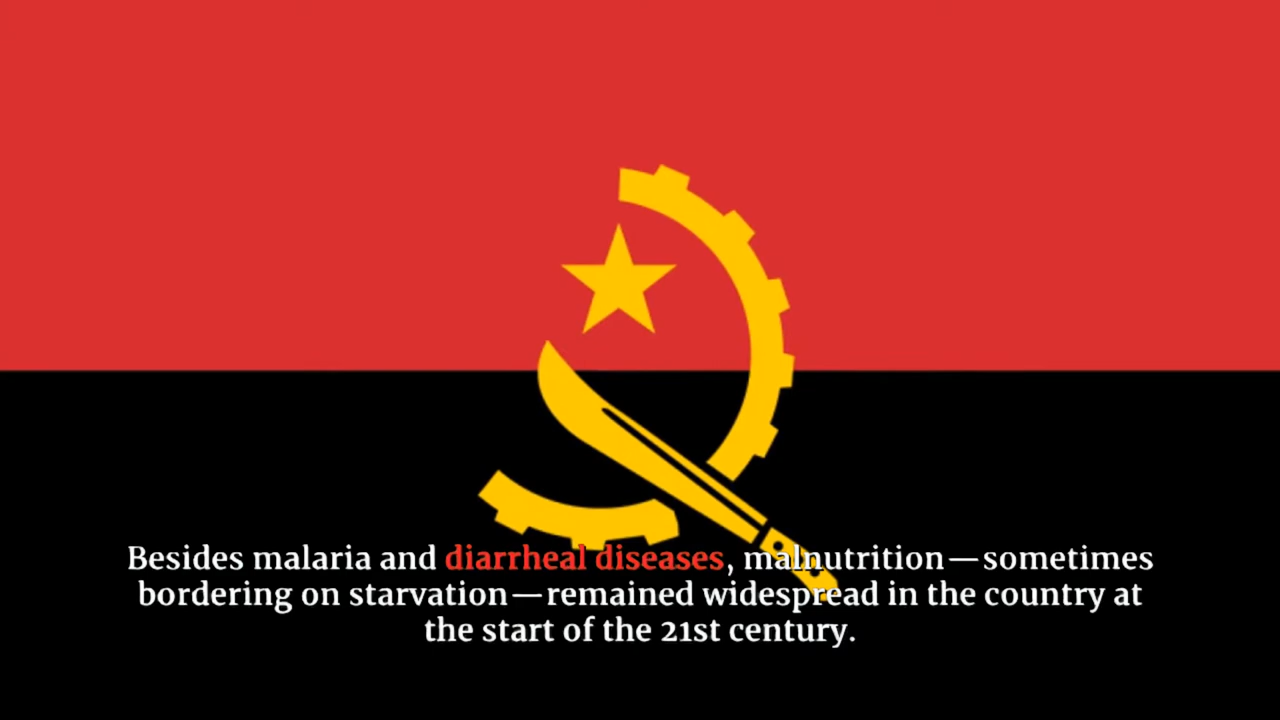 Besides malaria and diarrheal diseases, malnutrition—sometimes
bordering on starvation—remained widespread in the country at
the start of the 21st century.